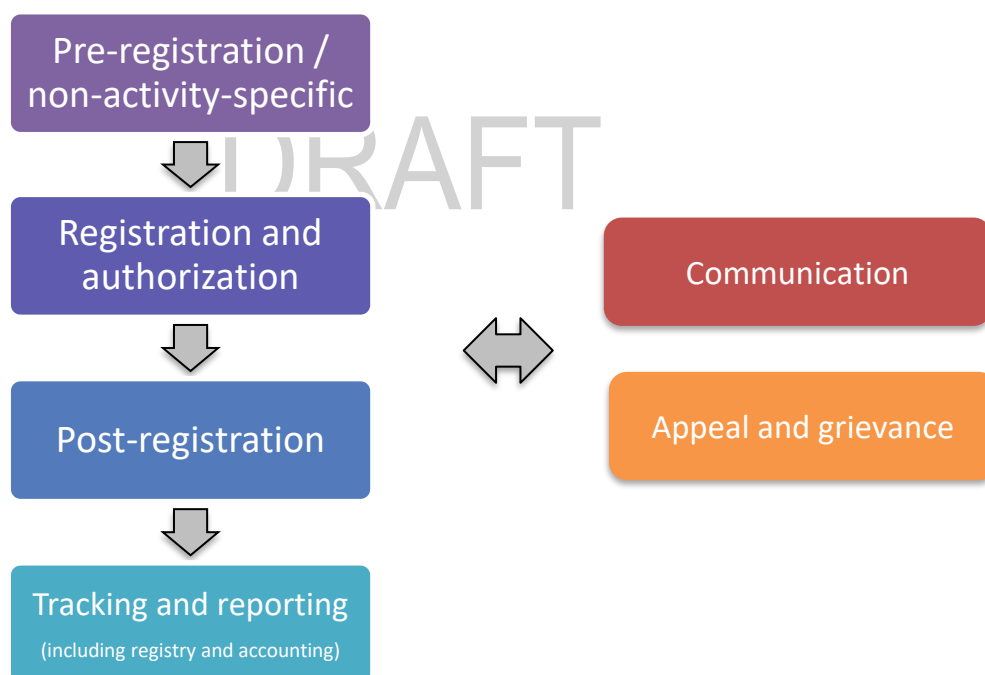 Pre-registration /
non-activity-specific
DRAFT
Registration and
authorization
Communication
Post-registration
Appeal and grievance
Tracking and reporting
(including registry and accounting)